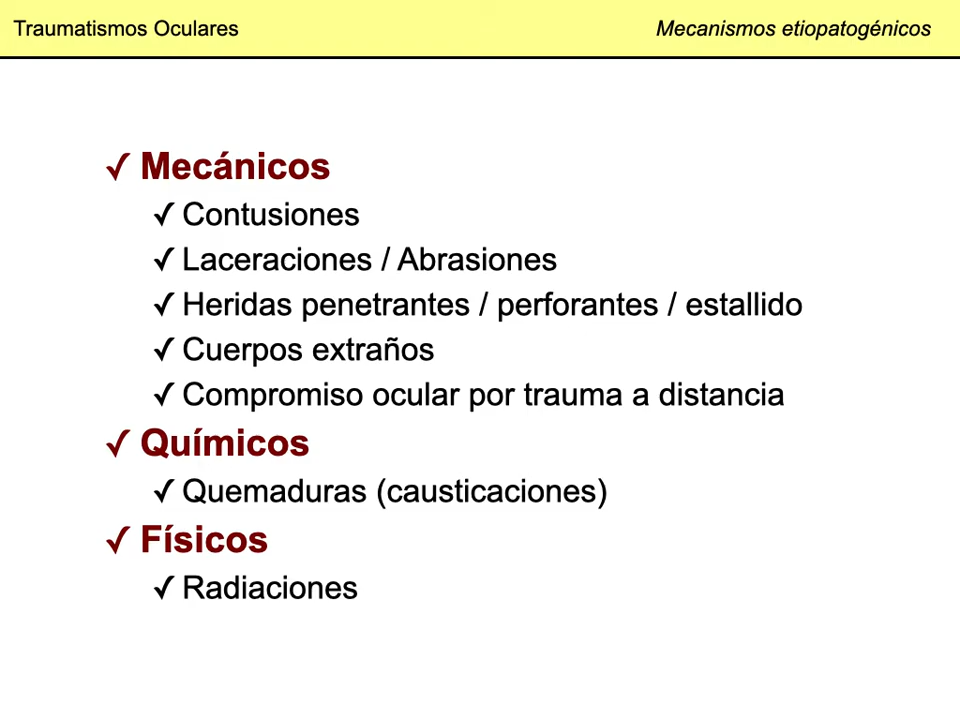 Traumatismos Oculares
Mecanismos etiopatogénicos
✓ Mecánicos
✓ Contusiones
✓ Laceraciones / Abrasiones
✓ Heridas penetrantes / perforantes / estallido
✓ Cuerpos extraños
✓ Compromiso ocular por trauma a distancia
✓ Químicos
✓ Quemaduras (causticaciones)
✓ Físicos
✓ Radiaciones